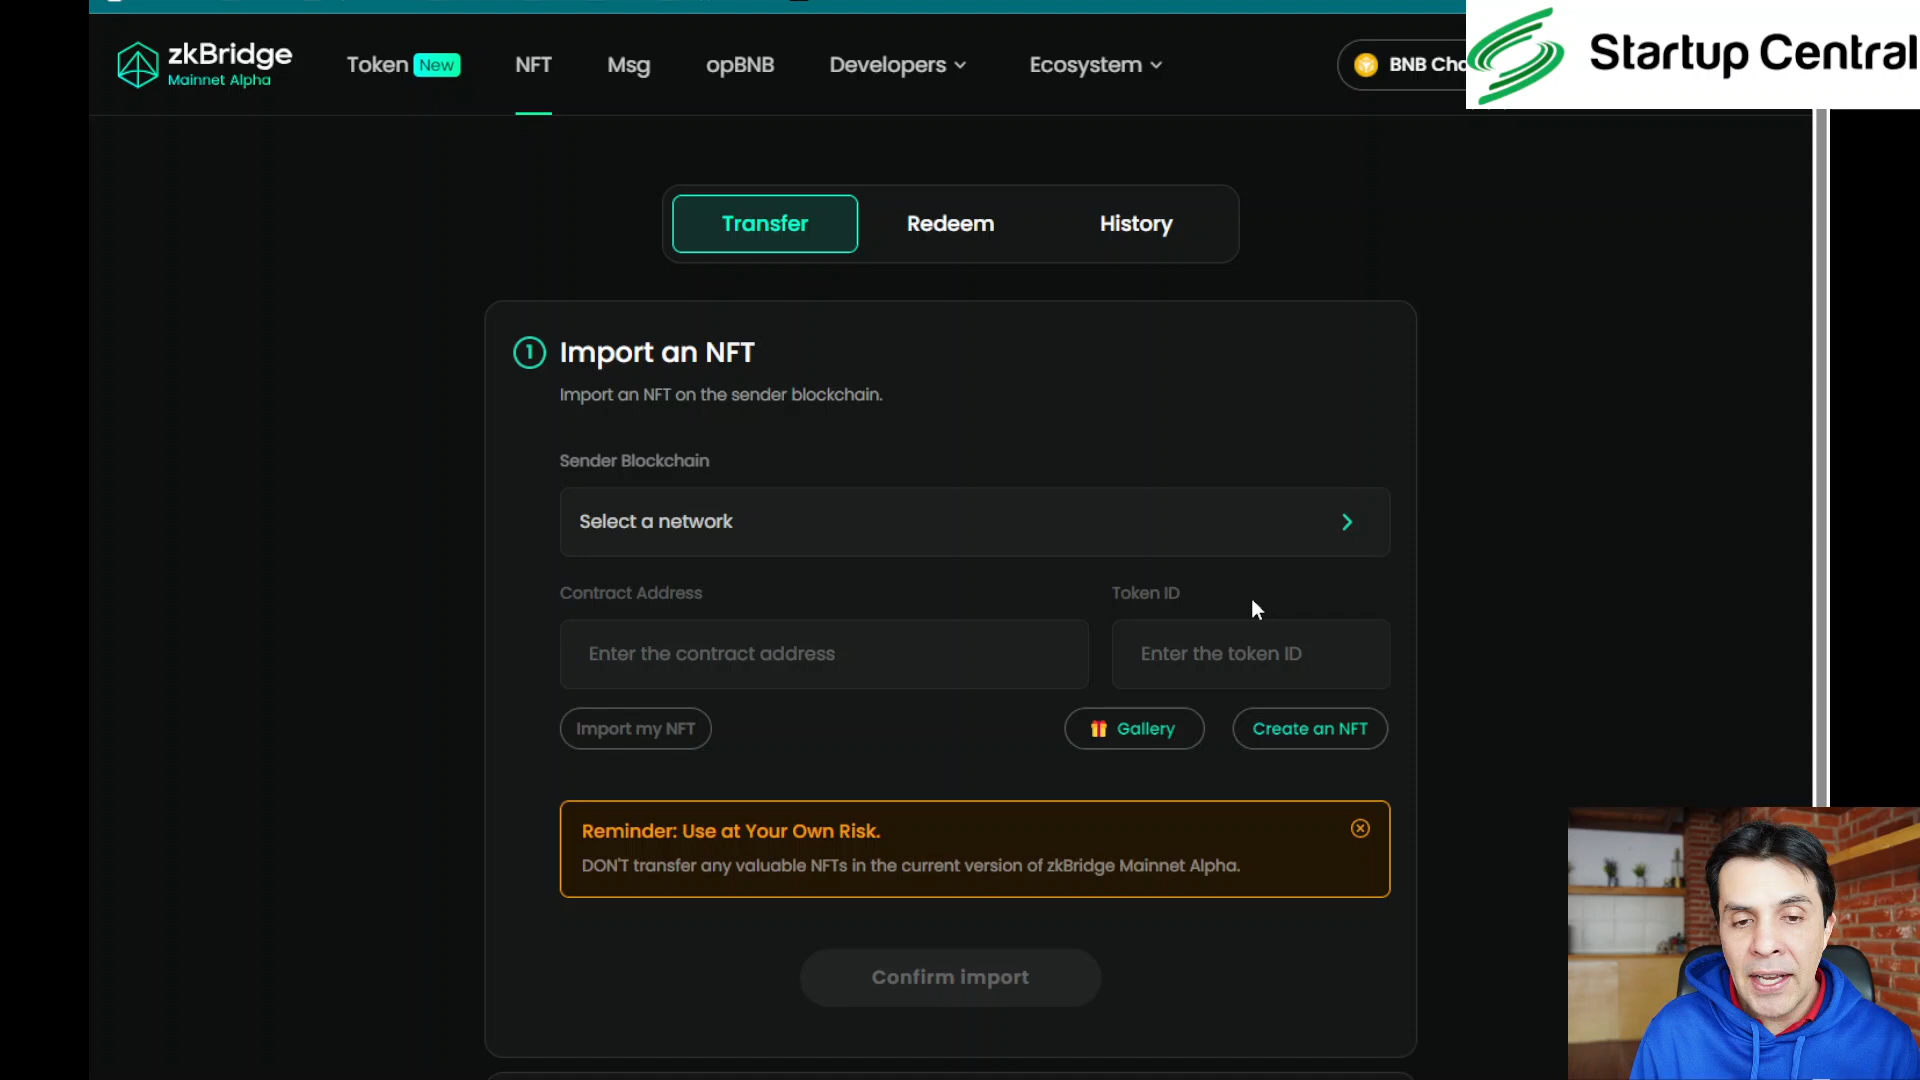 zkBridge
Mainnet Alpha
Token New
NFT
Msg
opBNB
Developers
Ecosystem
BNB
Startup Central
Transfer
Redeem
History
1 Import an NFT
Import an NFT on the sender blockchain.
Sender Blockchain
Select a network
Contract Address
Token ID
Enter the contract address
Enter the token ID
Import my NFT
Gallery
Create an NFT
Reminder: Use at Your Own Risk.
DON'T transfer any valuable NFTs in the current version of zkBridge Mainnet Alpha.
Confirm import